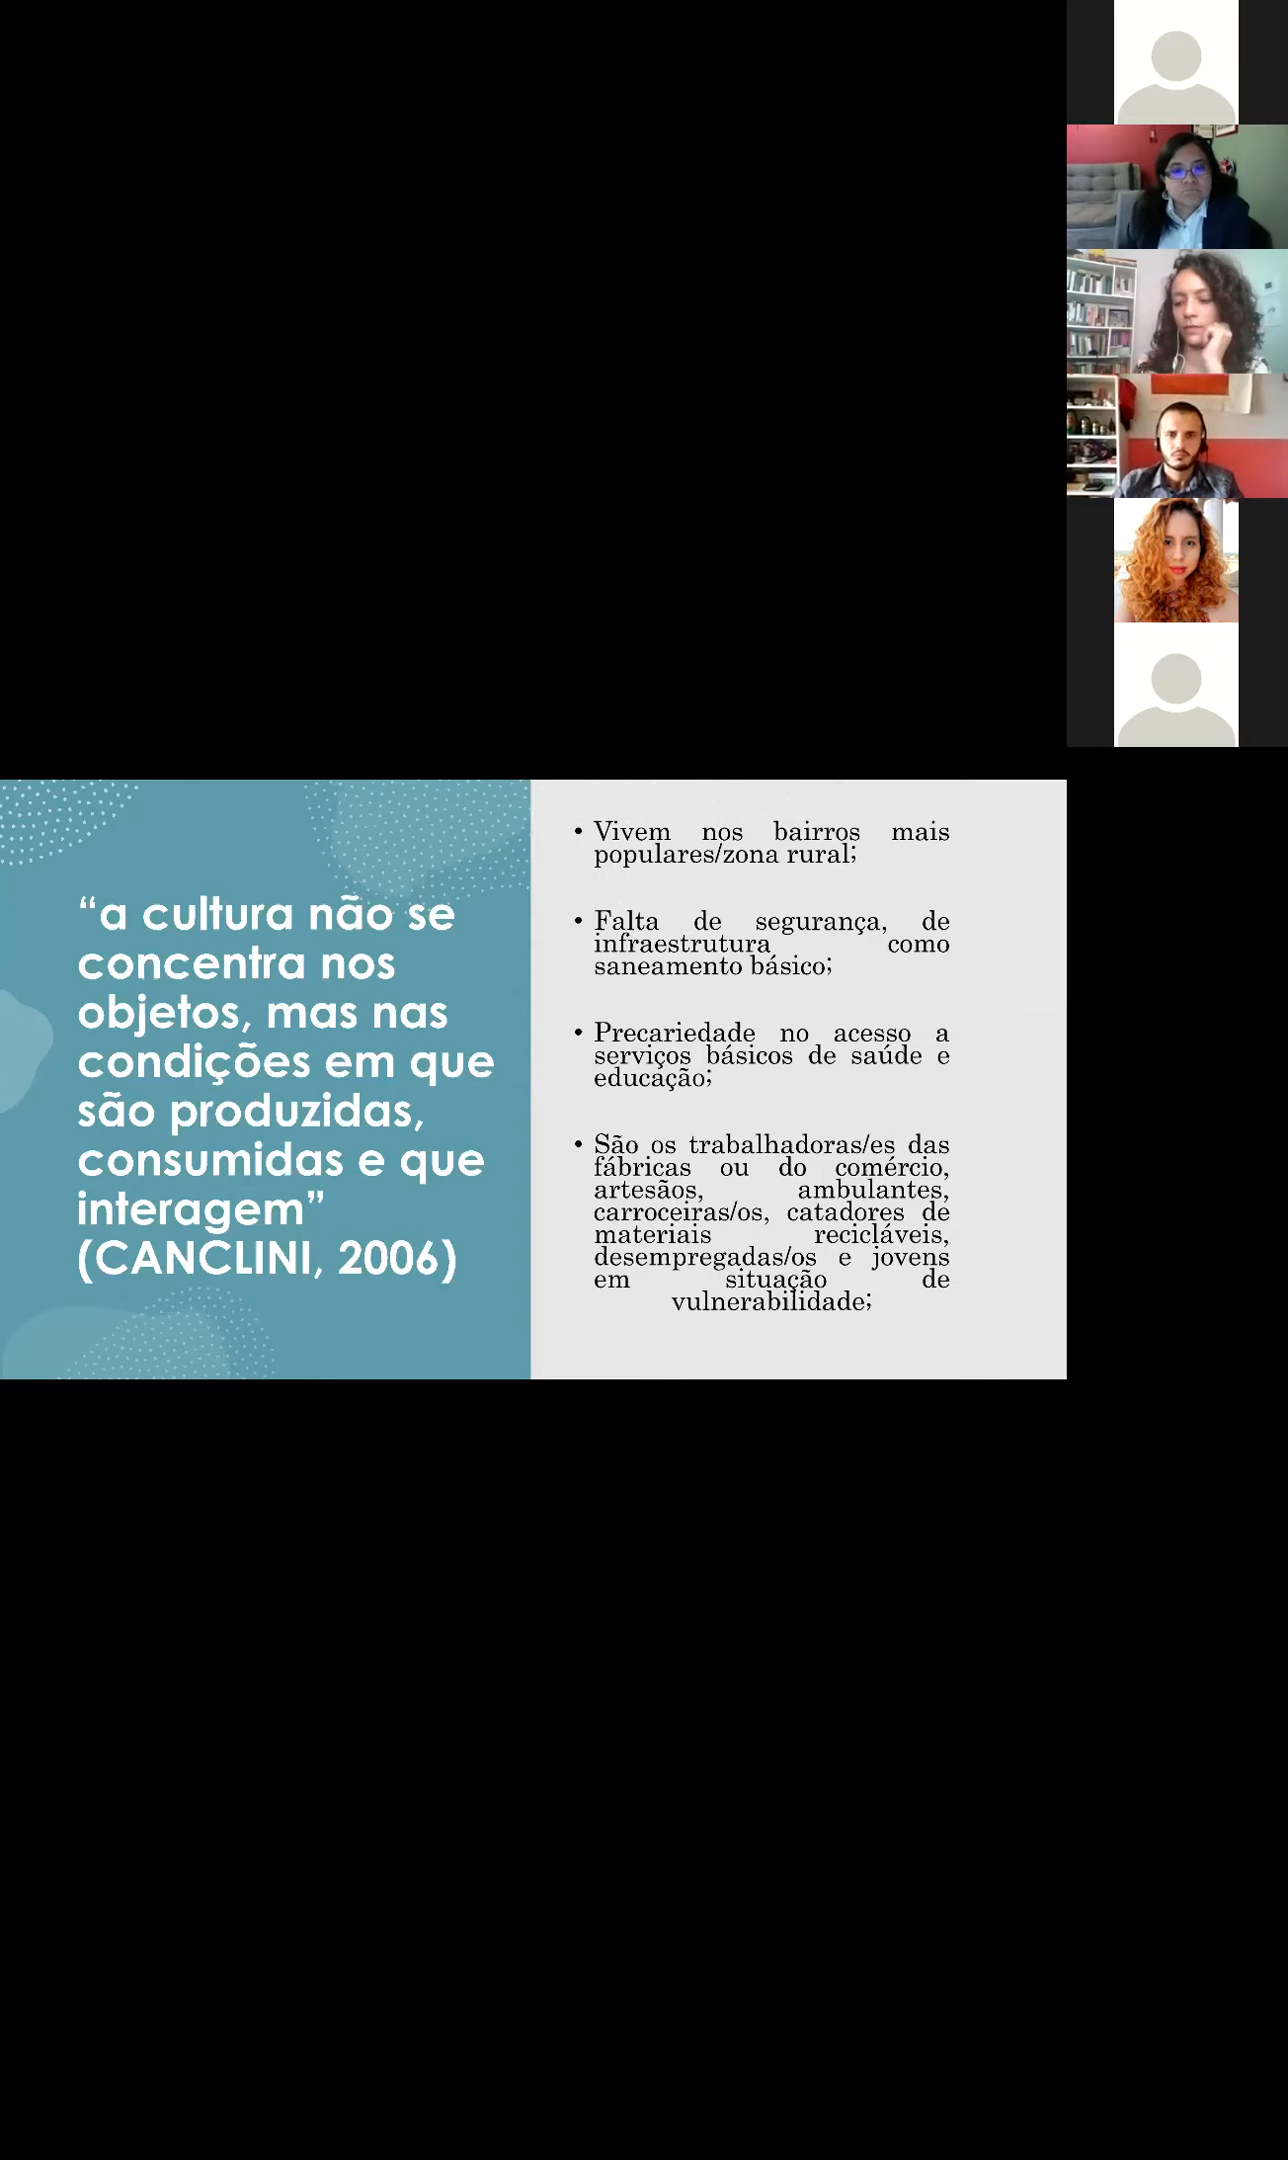 “a cultura não se
concentra nos
objetos, mas nas
condições em que
são produzidas,
consumidas e que
interagem”
(CANCLINI, 2006)
• Vivem nos bairros mais
populares/zona rural;
• Falta de segurança, de
infraestrutura como
saneamento básico;
• Precariedade no acesso a
serviços básicos de saúde e
educação;
• São os trabalhadoras/es das
fábricas ou do comércio,
artesãos, ambulantes,
carroceiras/os, catadores de
materiais recicláveis,
desempregadas/os e jovens
em situação de
vulnerabilidade;